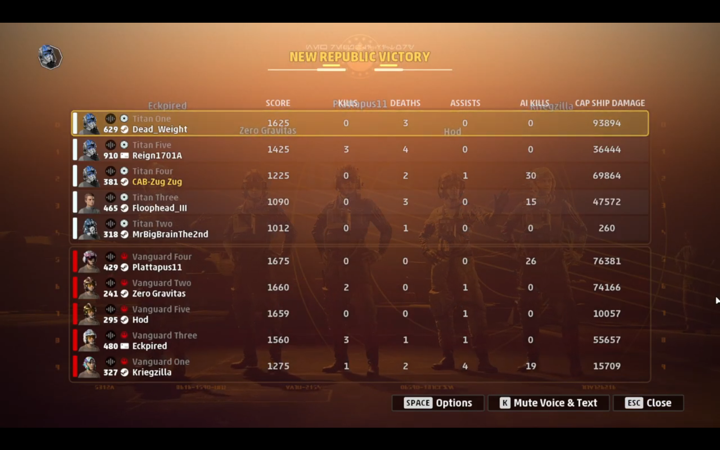 NEW REPUBLIC VICTORY
Eckpired Plattapus11 Kriegzilla
SCORE KILLS DEATHS ASSISTS AI KILLS CAP SHIP DAMAGE
Zero Gravitas Hod
Titan One
629 Dead_Weight 1625 0 3 0 0 93894
Titan Five
910 Reign1701A 1425 3 4 0 0 36444
Titan Four
381 CAB-Zug Zug 1225 0 2 1 30 69864
Titan Three
465 Floophead_III 1090 0 3 0 15 47572
Titan Two
318 MrBigBrainThe2nd 1012 0 1 0 0 260
Vanguard Four
429 Plattapus11 1675 0 0 0 26 76381
Vanguard Two
241 Zero Gravitas 1660 2 0 1 0 74166
Vanguard Five
295 Hod 1659 0 0 1 0 10057
Vanguard Three
480 Eckpired 1560 3 1 1 0 55657
Vanguard One
327 Kriegzilla 1275 1 2 4 19 15709
SPACE Options K Mute Voice & Text ESC Close